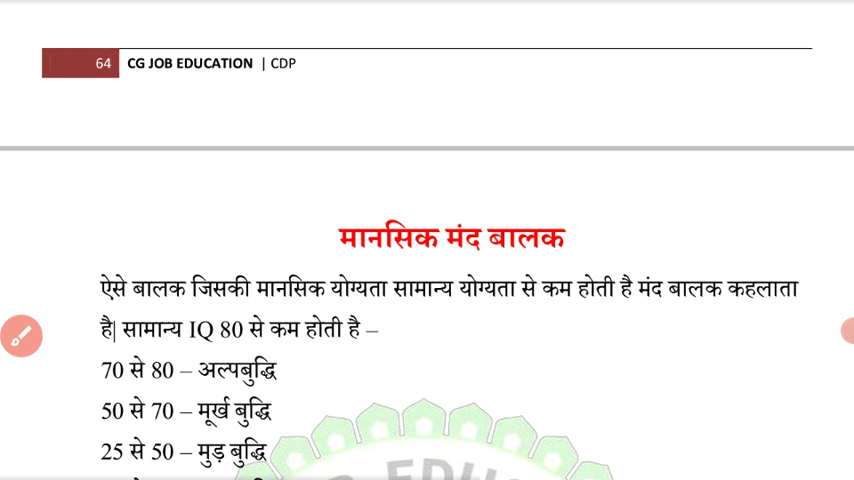 64 CG JOB EDUCATION | CDP
मानसिक मंद बालक
ऐसे बालक जिसकी मानसिक योग्यता सामान्य योग्यता से कम होती है मंद बालक कहलाता
है| सामान्य IQ 80 से कम होती है –
70 से 80 – अल्पबुद्धि
50 से 70 – मूर्ख बुद्धि
25 से 50 – मुड़ बुद्धि